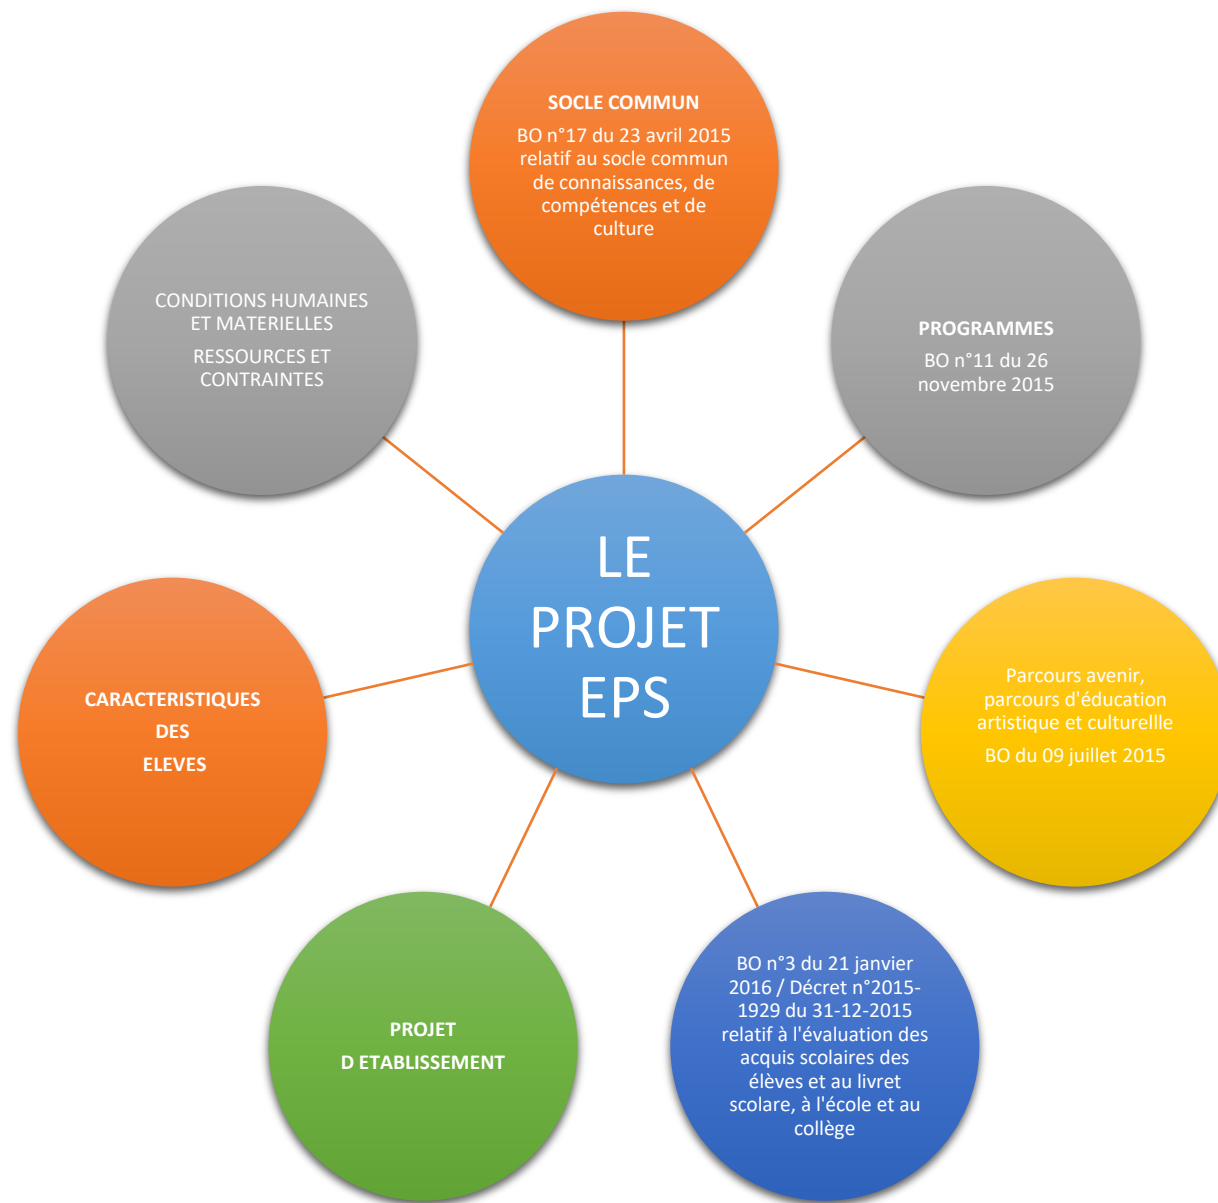 SOCLE COMMUN
BO n°17 du 23 avril 2015
relatif au socle commun
de connaissances, de
compétences et de
culture
PROGRAMMES
BO n°11 du 26
novembre 2015
Parcours avenir,
parcours d'éducation
artistique et culturellle
BO du 09 juillet 2015
BO n°3 du 21 janvier
2016 / Décret n°2015-
1929 du 31-12-2015
relatif à l'évaluation des
acquis scolaires des
élèves et au livret
scolare, à l'école et au
collège
PROJET
D ETABLISSEMENT
CARACTERISTIQUES
DES
ELEVES
CONDITIONS HUMAINES
ET MATERIELLES
RESSOURCES ET
CONTRAINTES
LE
PROJET
EPS